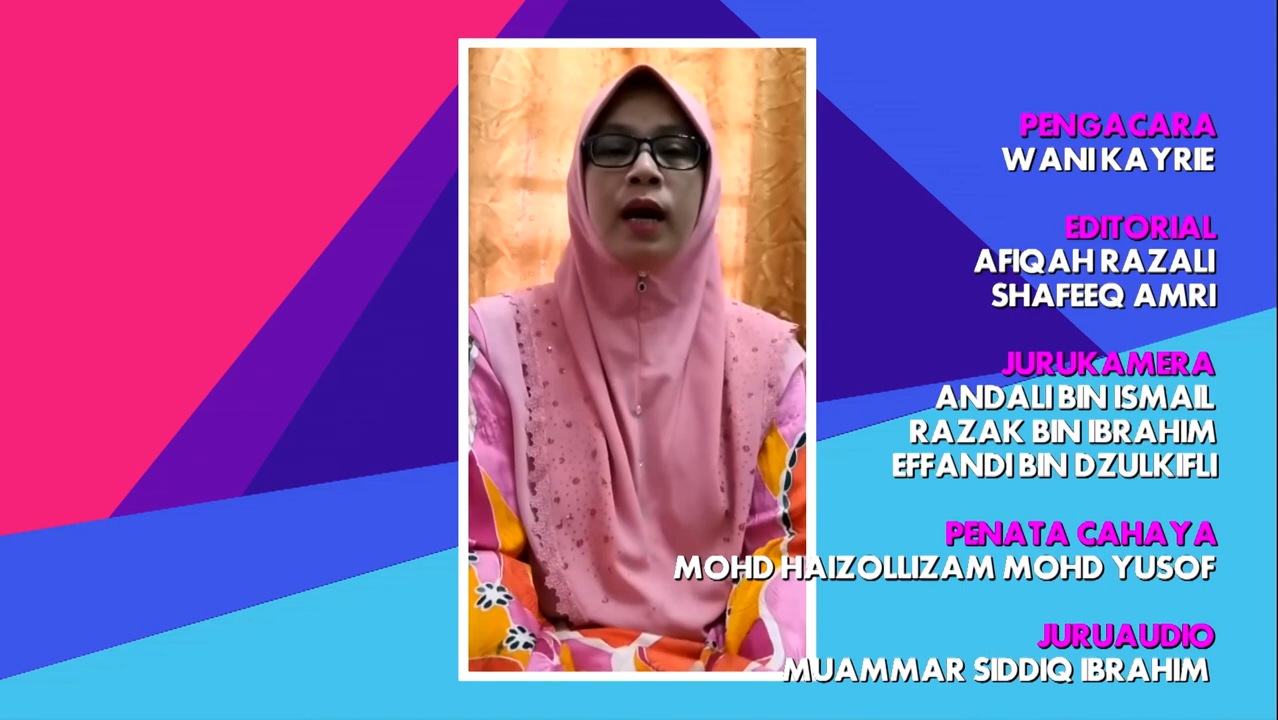 PENGACARA
WANI KAYRIE
EDITORIAL
AFIQAH RAZALI
SHAFEEQ AMRI
JURUKAMERA
ANDALI BIN ISMAIL
RAZAK BIN IBRAHIM
EFFANDI BIN DZULKIFLI
PENATA CAHAYA
MOHD HAIZOLLIZAM MOHD YUSOF
JURUAUDIO
MUAMMAR SIDDIQ IBRAHIM